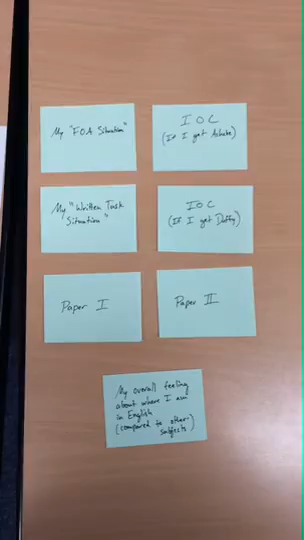 My "FOA Situation"
IOC
(If I get Achebe)
My "Written Task
Situation"
IOC
(If I get Duffy)
Paper I
Paper II
My overall feeling
about where I am
in English
(compared to other
subjects)